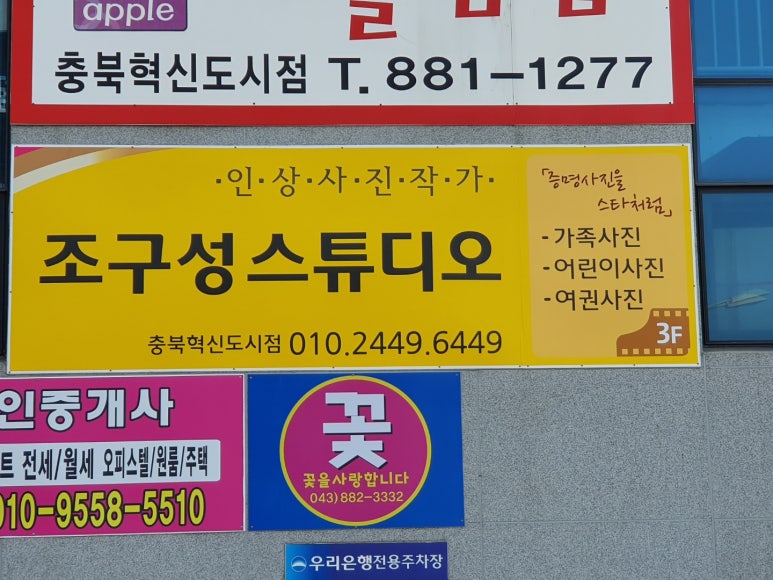 apple
충북혁신도시점 T. 881-1277
·인·상·사·진·작·가·
조구성스튜디오
충북혁신도시점 010.2449.6449
「증명사진을
스타처럼」
- 가족사진
- 어린이사진
- 여권사진
3F
인중개사
트 전세/월세 오피스텔/원룸/주택
010-9558-5510
꽃
꽃을사랑합니다
043) 882-3332
우리은행전용주차장